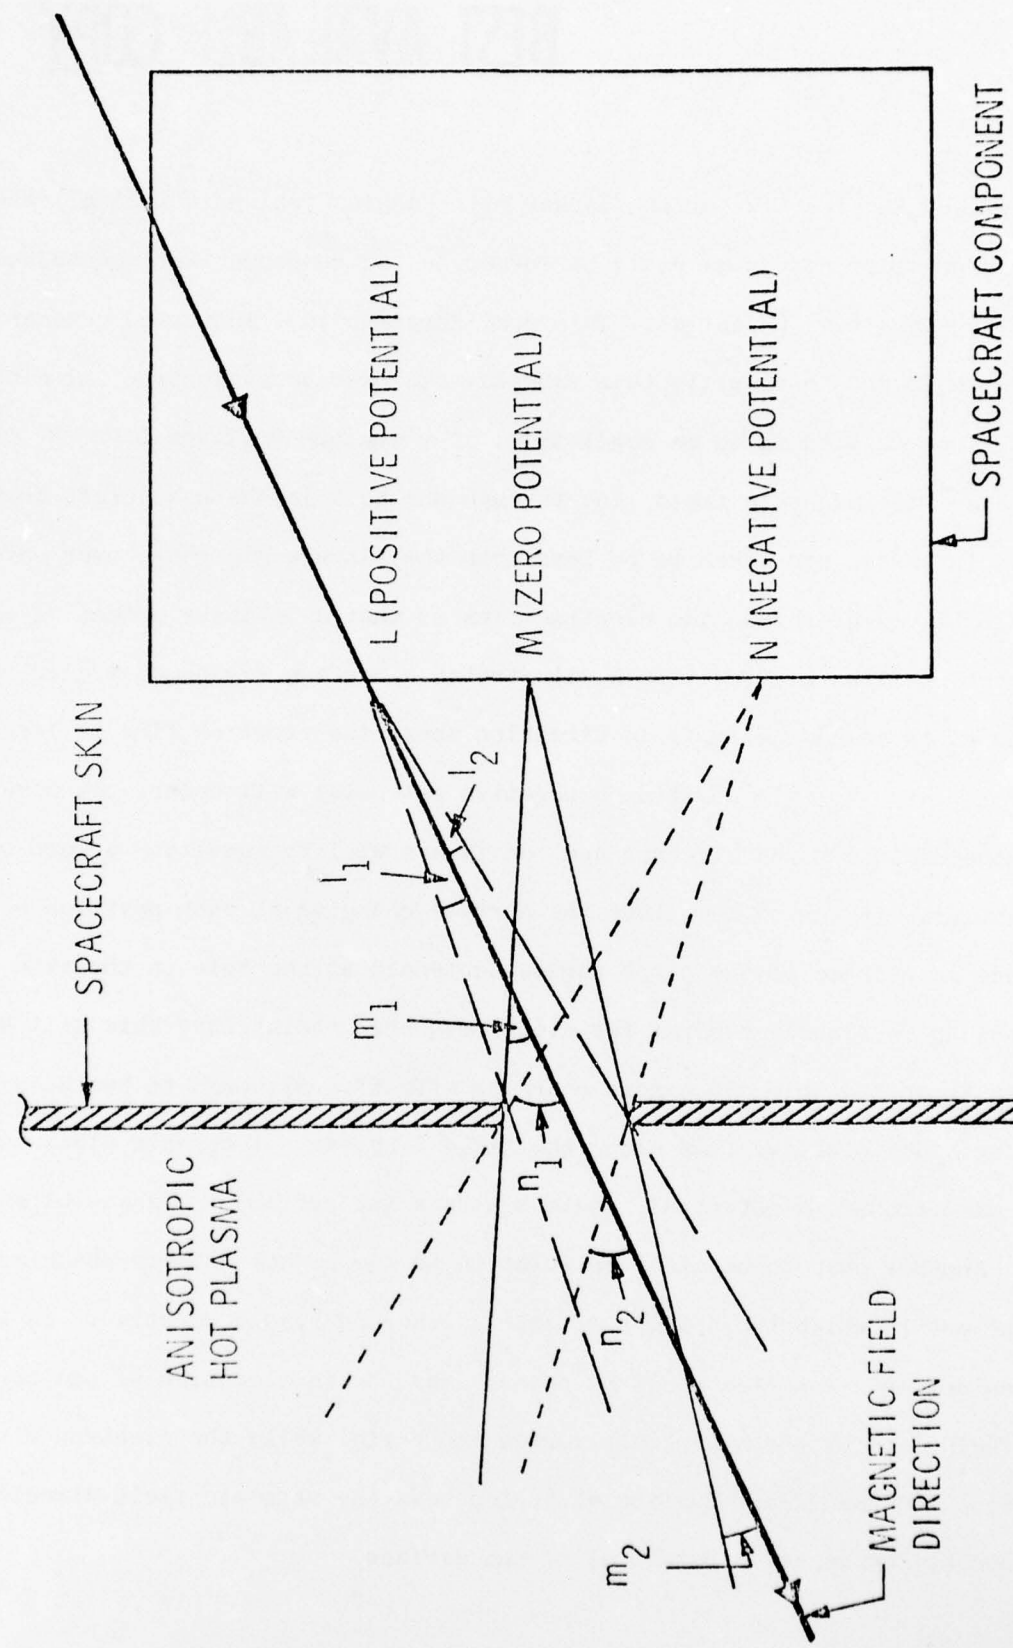 SPACECRAFT SKIN
ANISOTROPIC
HOT PLASMA
L (POSITIVE POTENTIAL)
M (ZERO POTENTIAL)
N (NEGATIVE POTENTIAL)
l1
l2
m1
n1
n2
m2
MAGNETIC FIELD
DIRECTION
SPACECRAFT COMPONENT